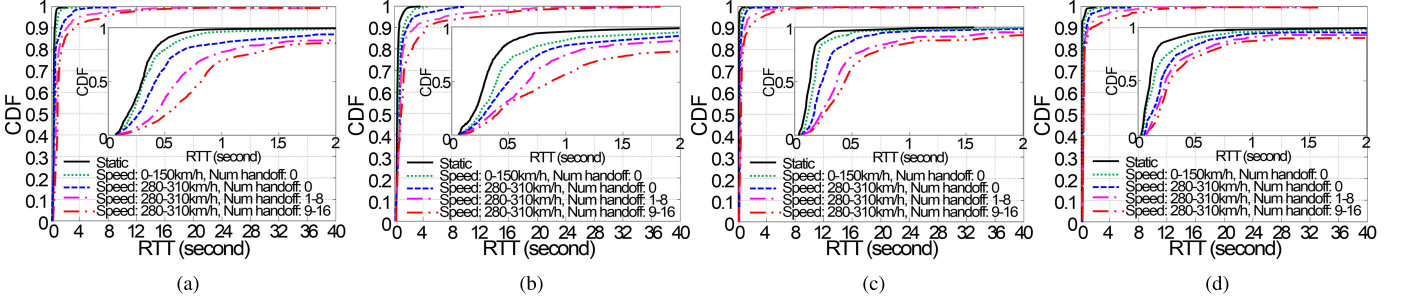 CDF
1
0.9
0.8
0.7
0.6
0.5
0.4
0.3
0.2
0.1
0
CDF
1
0.5
0
0 0.5 1 1.5 2
RTT (second)
Static
Speed: 0-150km/h, Num handoff: 0
Speed: 280-310km/h, Num handoff: 0
Speed: 280-310km/h, Num handoff: 1-8
Speed: 280-310km/h, Num handoff: 9-16
0 4 8 12 16 20 24 28 32 36 40
RTT (second)
(a)
CDF
1
0.9
0.8
0.7
0.6
0.5
0.4
0.3
0.2
0.1
0
CDF
1
0.5
0
0 0.5 1 1.5 2
RTT (second)
Static
Speed: 0-150km/h, Num handoff: 0
Speed: 280-310km/h, Num handoff: 0
Speed: 280-310km/h, Num handoff: 1-8
Speed: 280-310km/h, Num handoff: 9-16
0 4 8 12 16 20 24 28 32 36 40
RTT (second)
(b)
CDF
1
0.9
0.8
0.7
0.6
0.5
0.4
0.3
0.2
0.1
0
CDF
1
0.5
0
0 0.5 1 1.5 2
RTT (second)
Static
Speed: 0-150km/h, Num handoff: 0
Speed: 280-310km/h, Num handoff: 0
Speed: 280-310km/h, Num handoff: 1-8
Speed: 280-310km/h, Num handoff: 9-16
0 4 8 12 16 20 24 28 32 36 40
RTT (second)
(c)
CDF
1
0.9
0.8
0.7
0.6
0.5
0.4
0.3
0.2
0.1
0
CDF
1
0.5
0
0 0.5 1 1.5 2
RTT (second)
Static
Speed: 0-150km/h, Num handoff: 0
Speed: 280-310km/h, Num handoff: 0
Speed: 280-310km/h, Num handoff: 1-8
Speed: 280-310km/h, Num handoff: 9-16
0 4 8 12 16 20 24 28 32 36 40
RTT (second)
(d)